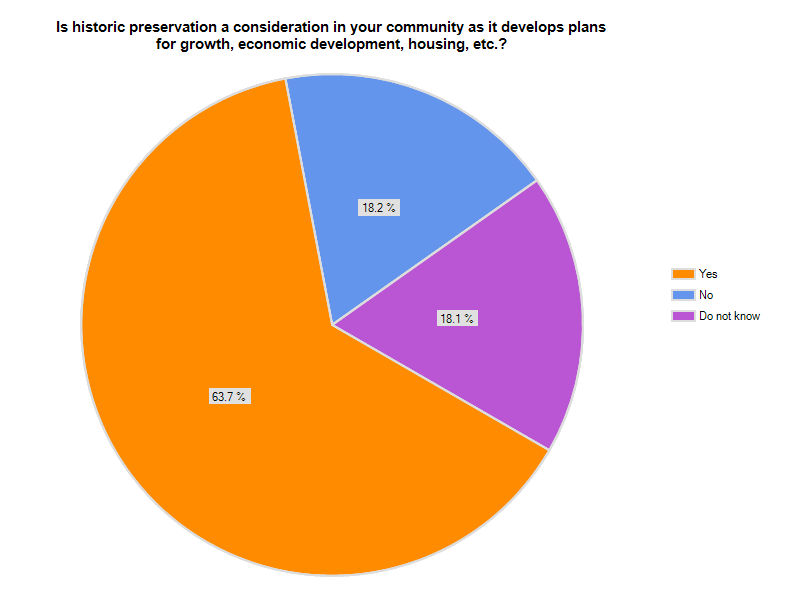 Is historic preservation a consideration in your community as it develops plans
for growth, economic development, housing, etc.?
18.2 %
18.1 %
63.7 %
Yes
No
Do not know